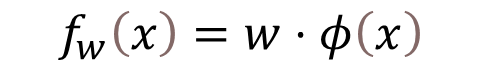 f_w(x) = w · ϕ(x)